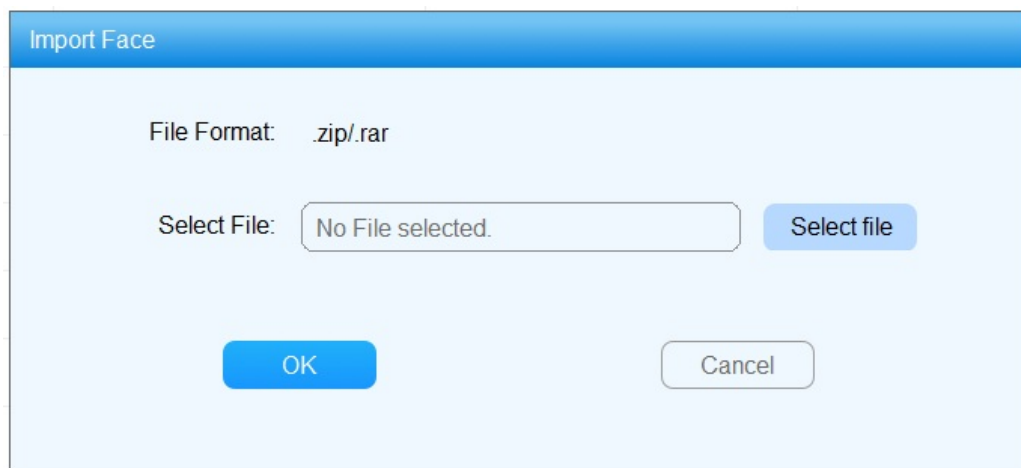 Import Face
File Format: .zip/.rar
Select File: No File selected. Select file
OK Cancel